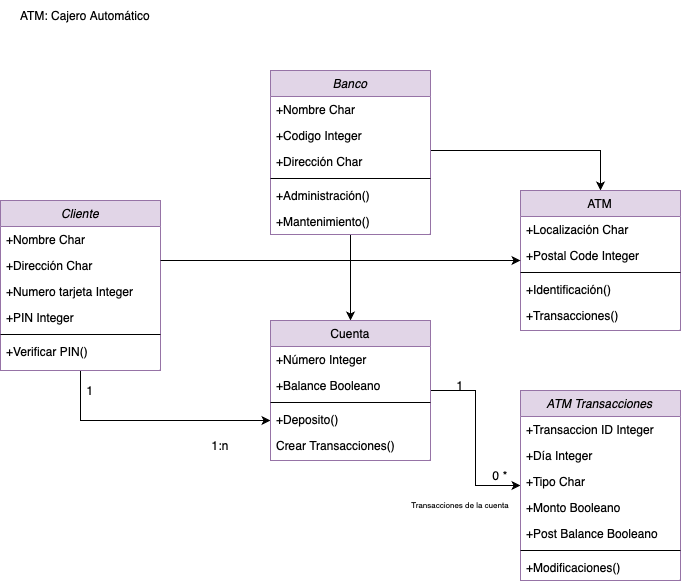 ATM: Cajero Automático
Banco
+Nombre Char
+Codigo Integer
+Dirección Char
+Administración()
+Mantenimiento()
Cliente
+Nombre Char
+Dirección Char
+Numero tarjeta Integer
+PIN Integer
+Verificar PIN()
ATM
+Localización Char
+Postal Code Integer
+Identificación()
+Transacciones()
Cuenta
+Número Integer
+Balance Booleano
+Deposito()
Crear Transacciones()
1
1:n
1
0 *
Transacciones de la cuenta
ATM Transacciones
+Transaccion ID Integer
+Día Integer
+Tipo Char
+Monto Booleano
+Post Balance Booleano
+Modificaciones()